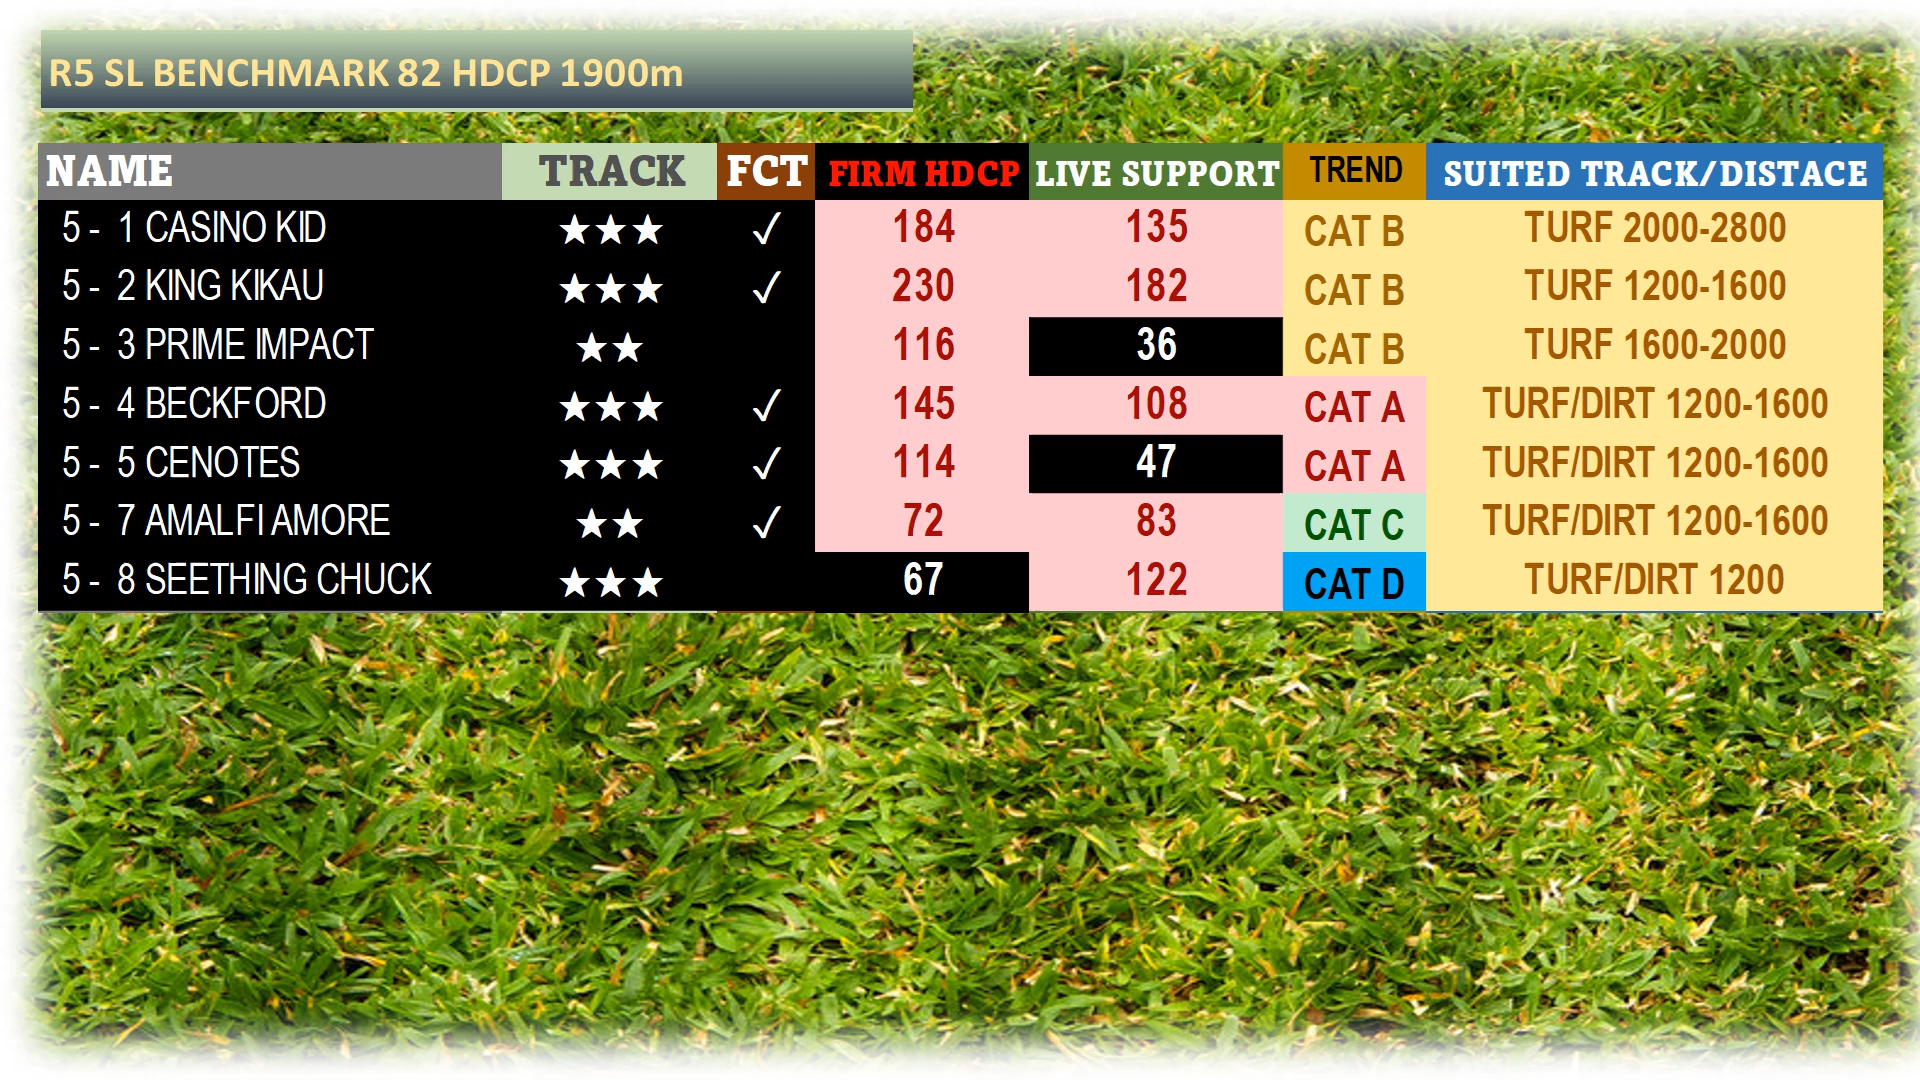 R5 SL BENCHMARK 82 HDCP 1900m
NAME TRACK FCT FIRM HDCP LIVE SUPPORT TREND SUITED TRACK/DISTACE
5 - 1 CASINO KID ★★★ ✓ 184 135 CAT B TURF 2000-2800
5 - 2 KING KIKAU ★★★ ✓ 230 182 CAT B TURF 1200-1600
5 - 3 PRIME IMPACT ★★ 116 36 CAT B TURF 1600-2000
5 - 4 BECKFORD ★★★ ✓ 145 108 CAT A TURF/DIRT 1200-1600
5 - 5 CENOTES ★★★ ✓ 114 47 CAT A TURF/DIRT 1200-1600
5 - 7 AMALFI AMORE ★★ ✓ 72 83 CAT C TURF/DIRT 1200-1600
5 - 8 SEETHING CHUCK ★★★ 67 122 CAT D TURF/DIRT 1200